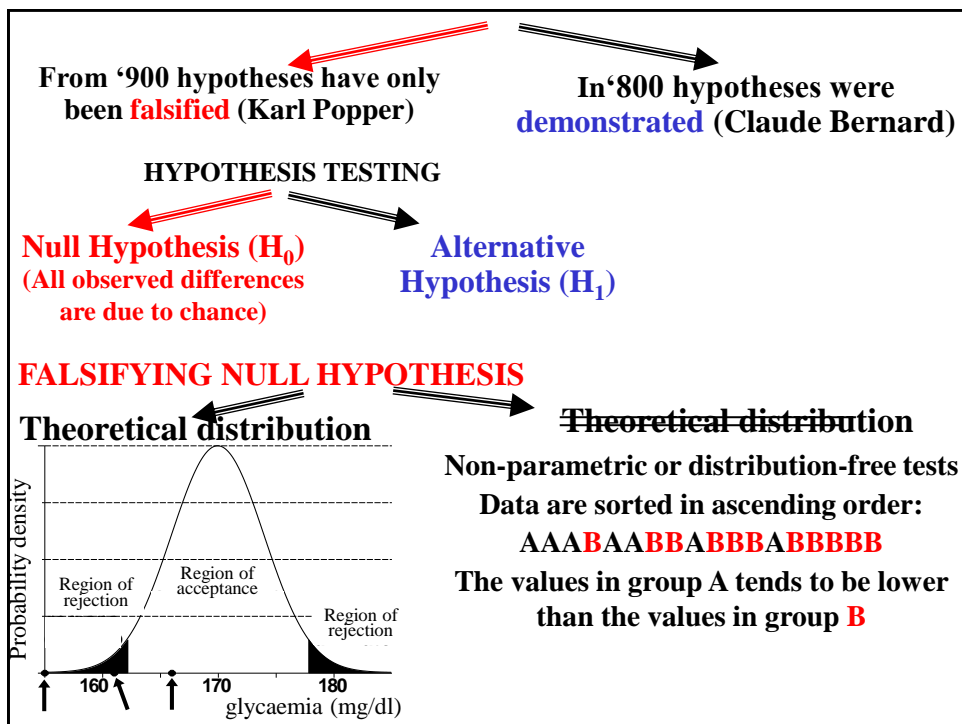 From ‘900 hypotheses have only
been falsified (Karl Popper)
In‘800 hypotheses were
demonstrated (Claude Bernard)
HYPOTHESIS TESTING
Null Hypothesis (H₀)
(All observed differences
are due to chance)
Alternative
Hypothesis (H₁)
FALSIFYING NULL HYPOTHESIS
Theoretical distribution
Probability density
Region of
rejection
Region of
acceptance
Region of
rejection
160
170
180
glycaemia (mg/dl)
Theoretical distribution
Non-parametric or distribution-free tests
Data are sorted in ascending order:
AAABAABBABBBABBBBB
The values in group A tends to be lower
than the values in group B